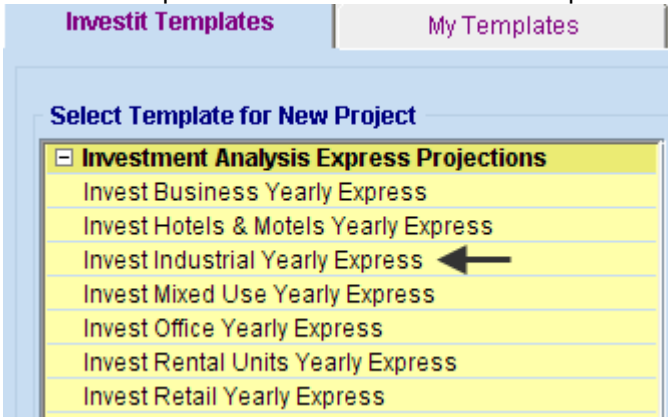 Investit Templates
My Templates
Select Template for New Project
Investment Analysis Express Projections
Invest Business Yearly Express
Invest Hotels & Motels Yearly Express
Invest Industrial Yearly Express
Invest Mixed Use Yearly Express
Invest Office Yearly Express
Invest Rental Units Yearly Express
Invest Retail Yearly Express